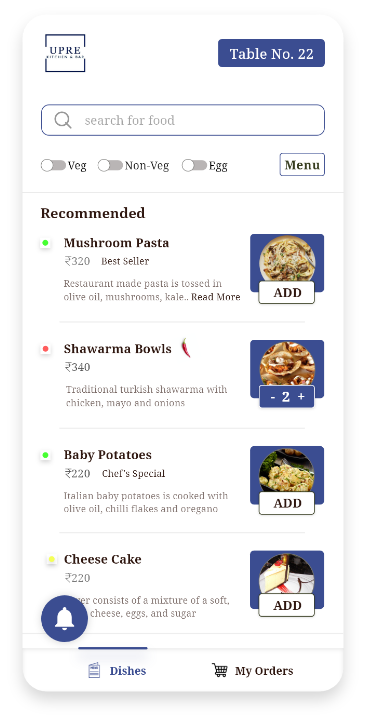 UPRE
KITCHEN & BAR
Table No. 22
search for food
Veg Non-Veg Egg Menu
Recommended
Mushroom Pasta
₹320 Best Seller
Restaurant made pasta is tossed in
olive oil, mushrooms, kale.. Read More
ADD
Shawarma Bowls
₹340
Traditional turkish shawarma with
chicken, mayo and onions
- 2 +
Baby Potatoes
₹220 Chef's Special
Italian baby potatoes is cooked with
olive oil, chilli flakes and oregano
ADD
Cheese Cake
₹220
consists of a mixture of a soft,
cheese, eggs, and sugar
ADD
Dishes My Orders